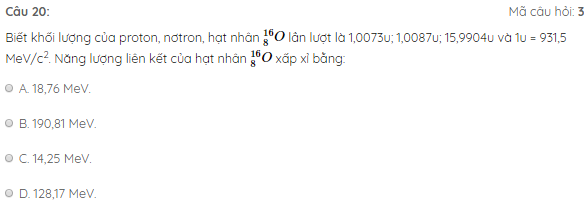 Câu 20: Mã câu hỏi: 3
Biết khối lượng của proton, nơtron, hạt nhân ¹⁶₈O lần lượt là 1,0073u; 1,0087u; 15,9904u và 1u = 931,5
MeV/c². Năng lượng liên kết của hạt nhân ¹⁶₈O xấp xỉ bằng:
A. 18,76 MeV.
B. 190,81 MeV.
C. 14,25 MeV.
D. 128,17 MeV.